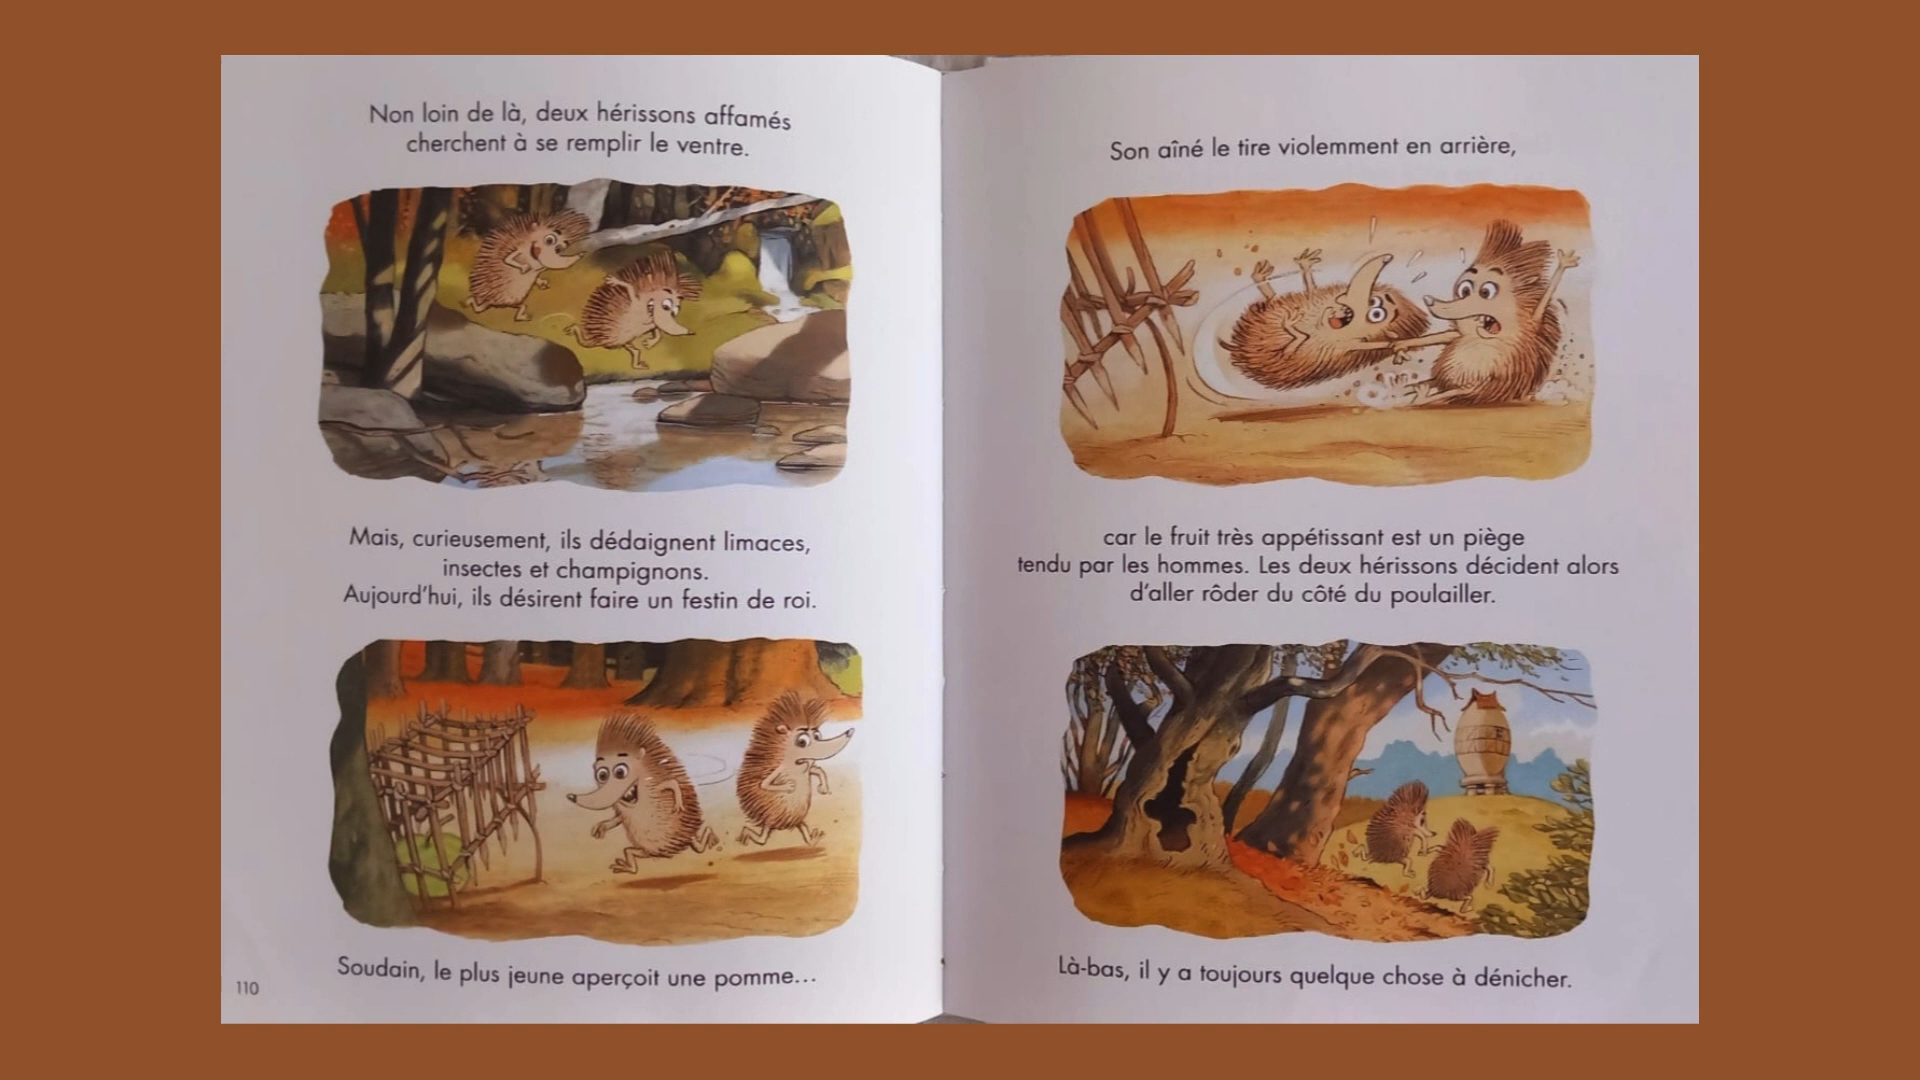 Non loin de là, deux hérissons affamés
cherchent à se remplir le ventre.
Mais, curieusement, ils dédaignent limaces,
insectes et champignons.
Aujourd'hui, ils désirent faire un festin de roi.
Soudain, le plus jeune aperçoit une pomme...
110
Son aîné le tire violemment en arrière,
car le fruit très appétissant est un piège
tendu par les hommes. Les deux hérissons décident alors
d'aller rôder du côté du poulailler.
Là-bas, il y a toujours quelque chose à dénicher.